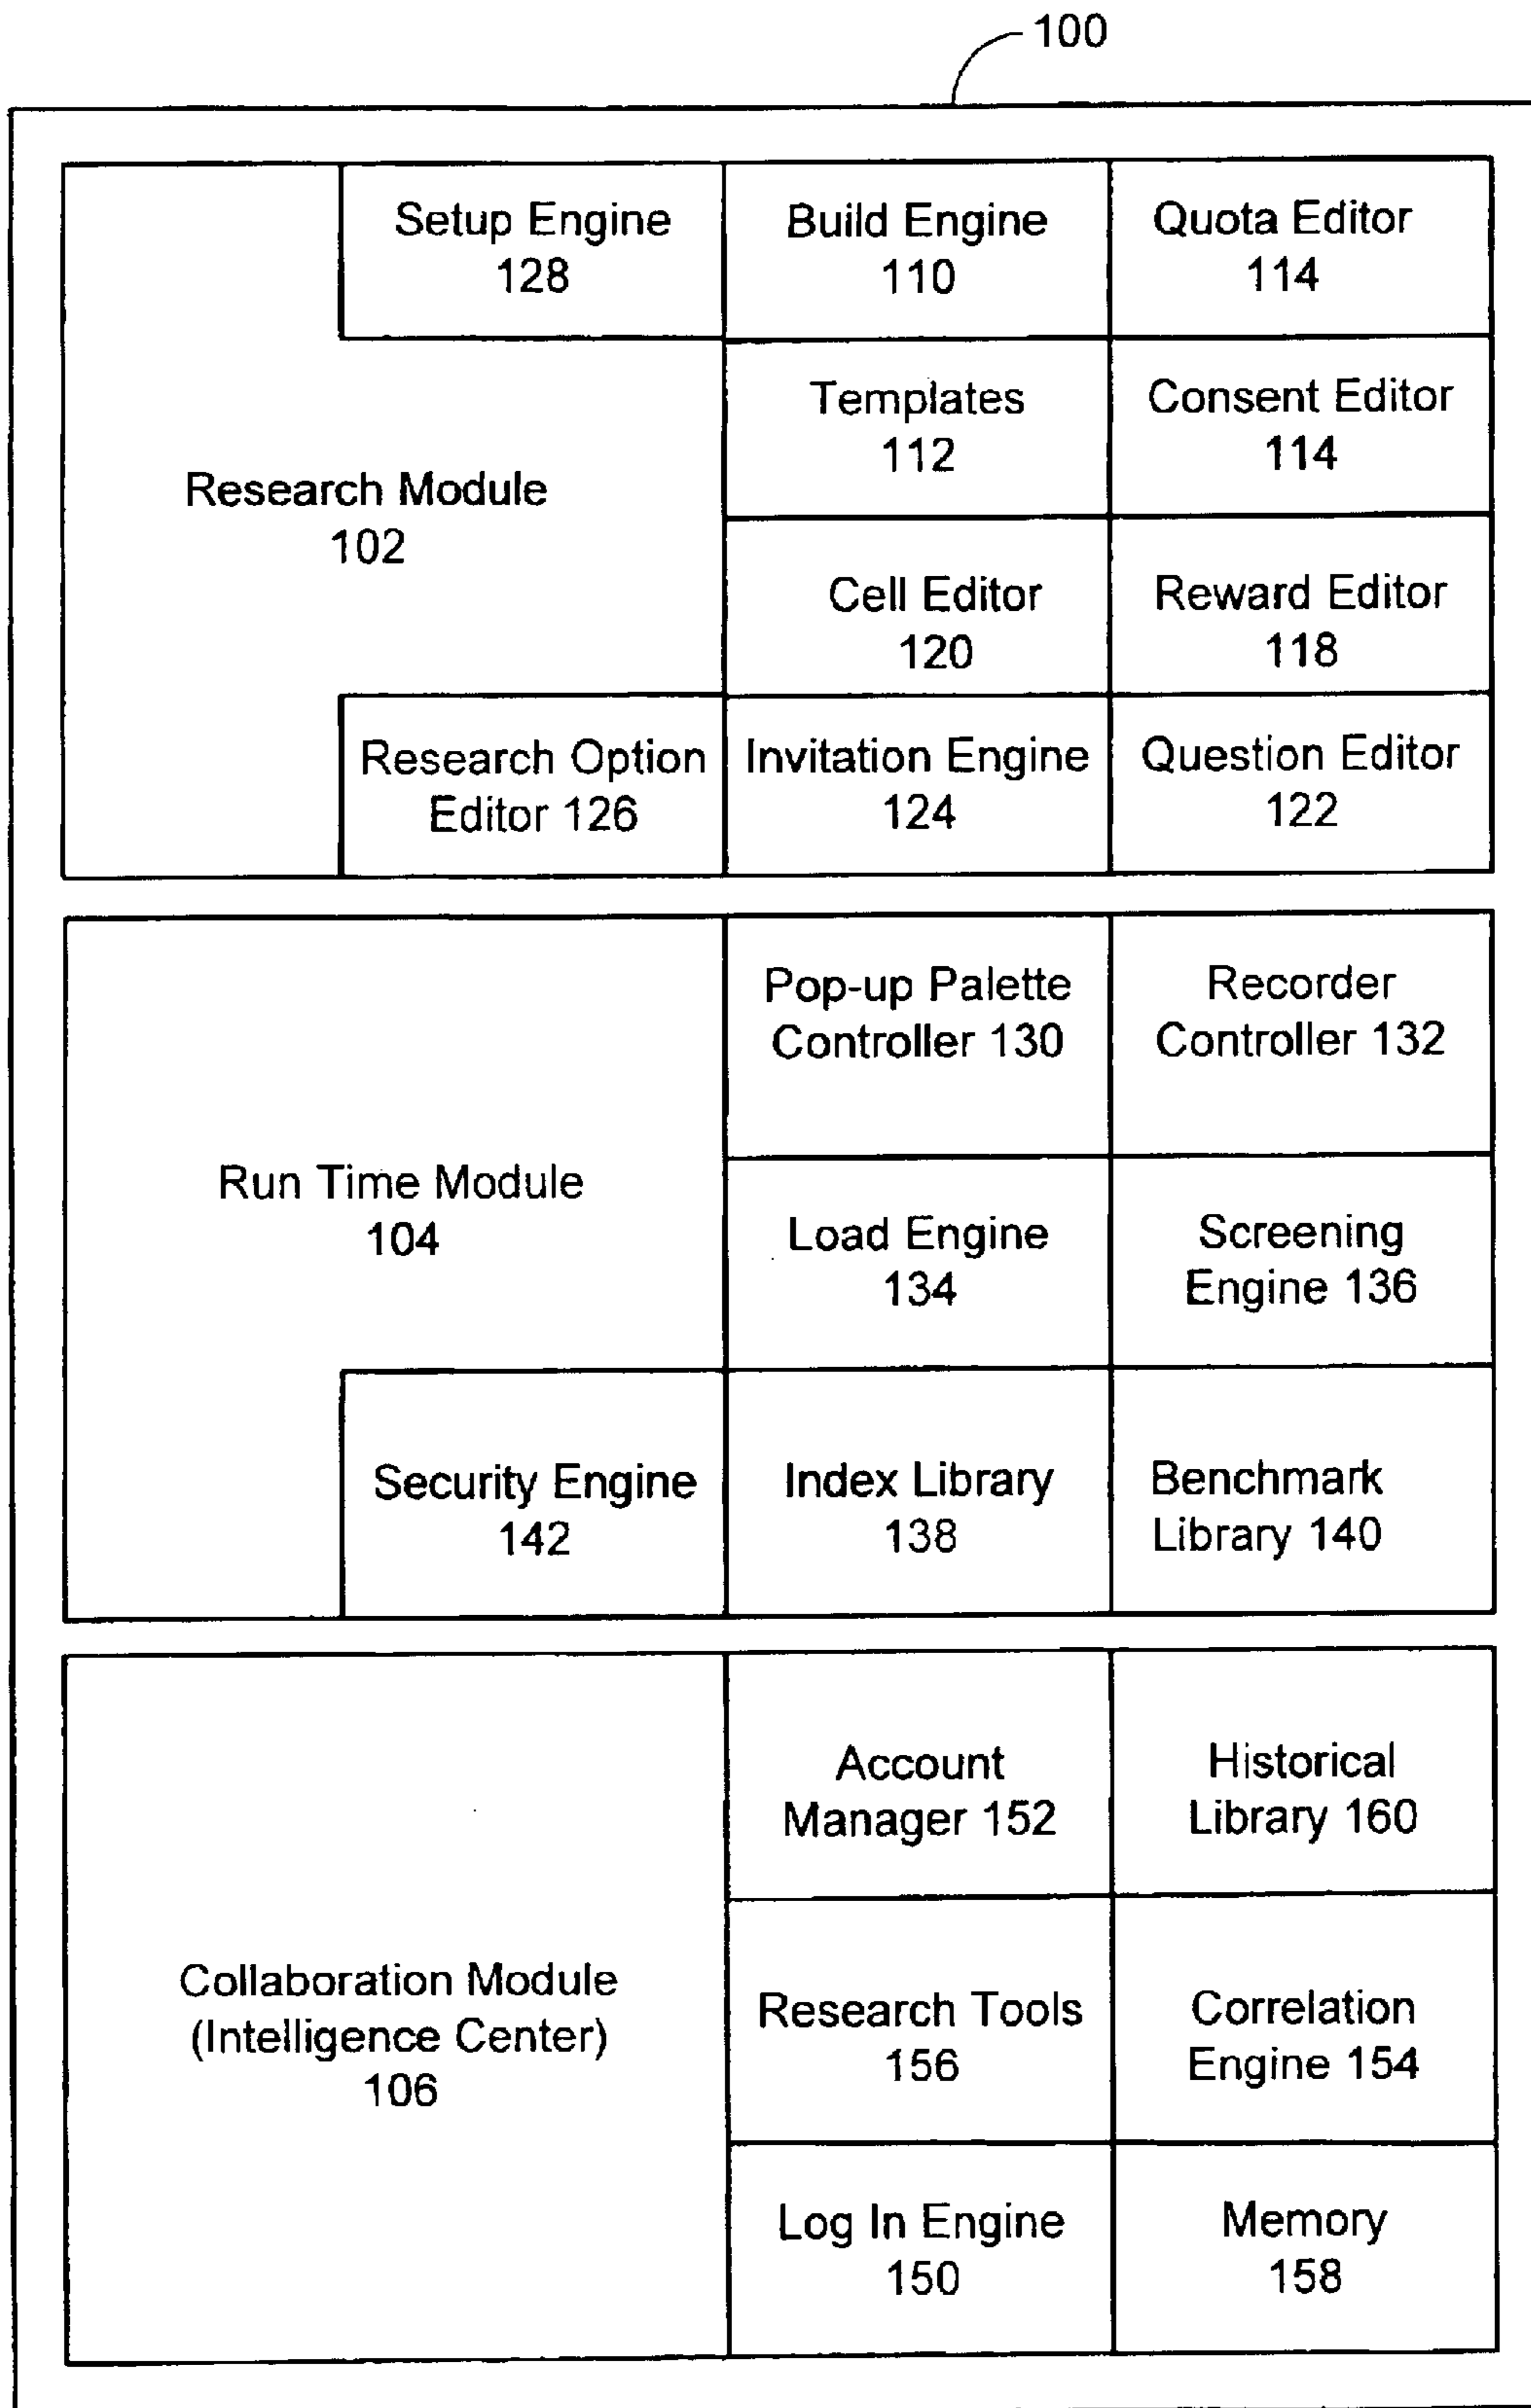 100
Setup Engine
128
Build Engine
110
Quota Editor
114
Templates
112
Consent Editor
114
Research Module
102
Cell Editor
120
Reward Editor
118
Research Option
Editor 126
Invitation Engine
124
Question Editor
122
Pop-up Palette
Controller 130
Recorder
Controller 132
Run Time Module
104
Load Engine
134
Screening
Engine 136
Security Engine
142
Index Library
138
Benchmark
Library 140
Account
Manager 152
Historical
Library 160
Collaboration Module
(Intelligence Center)
106
Research Tools
156
Correlation
Engine 154
Log In Engine
150
Memory
158